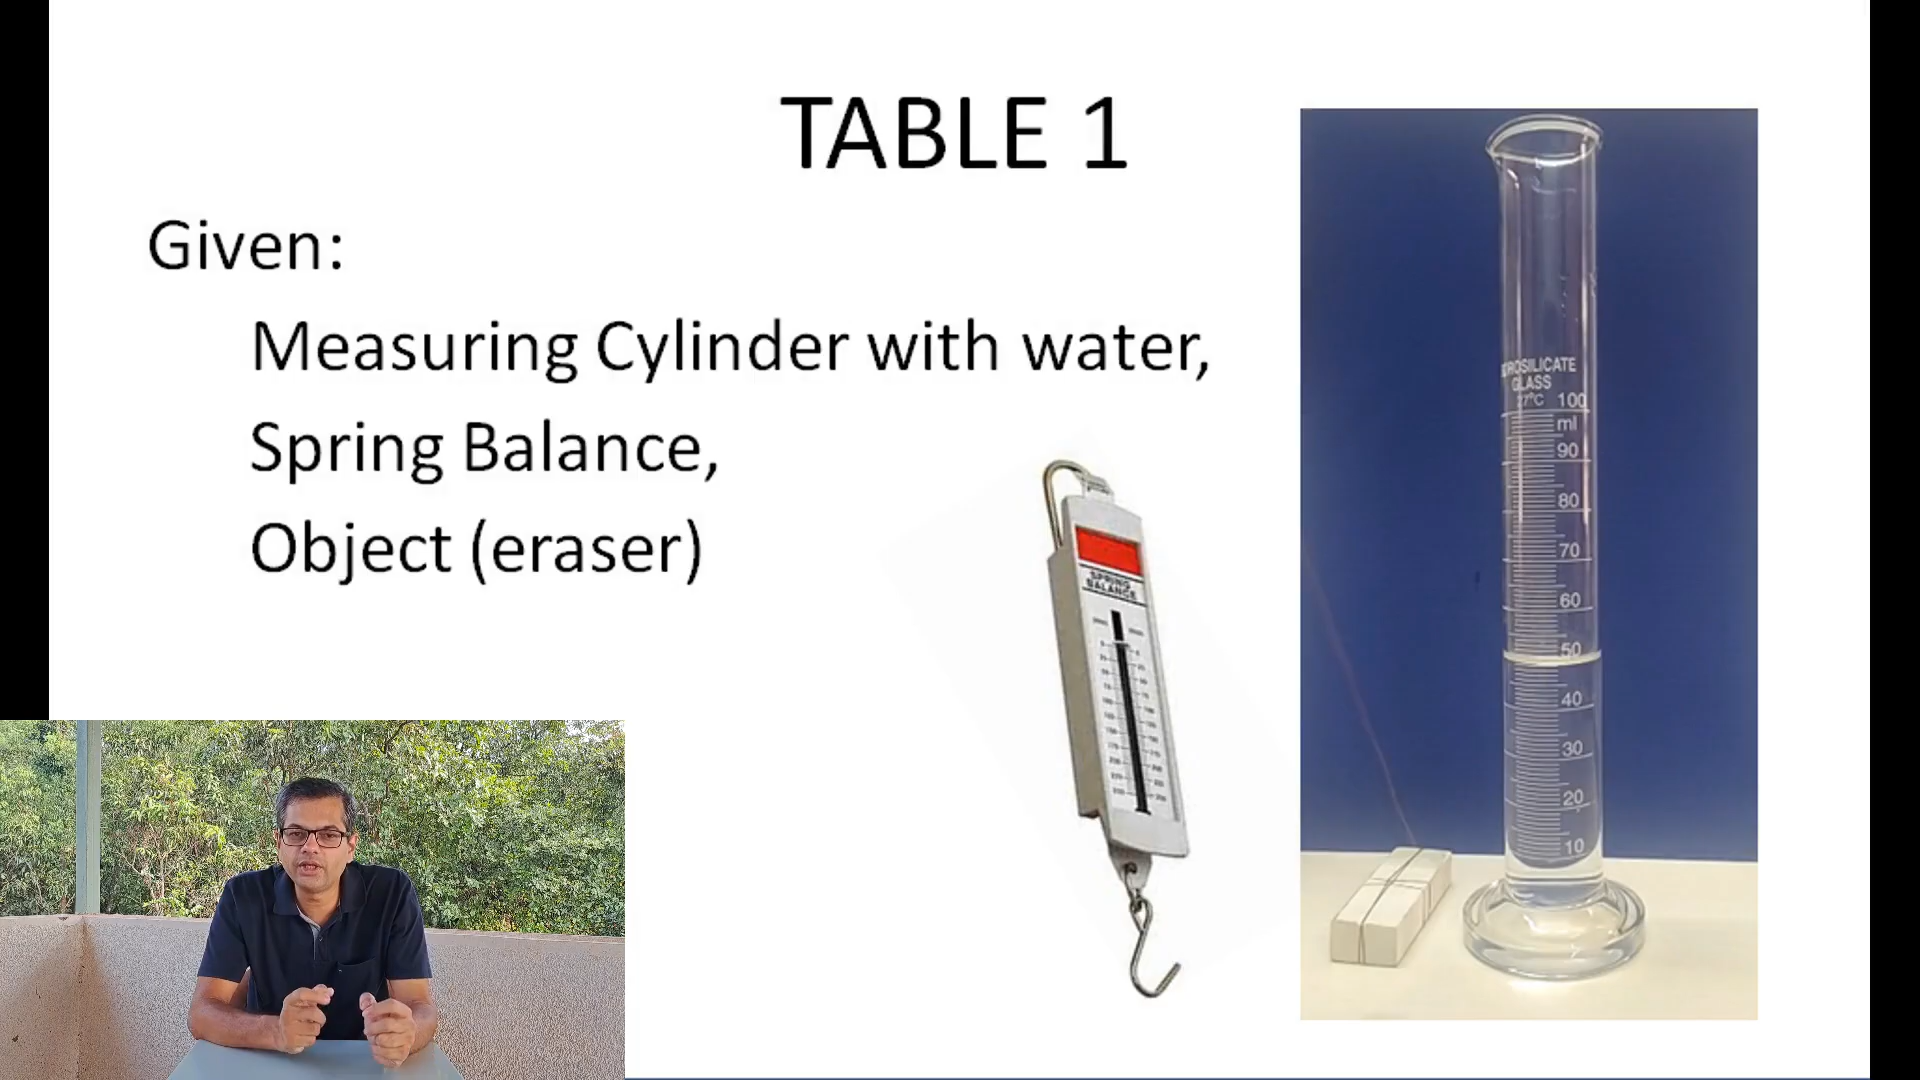 TABLE 1
Given:
Measuring Cylinder with water,
Spring Balance,
Object (eraser)
SPRING
BALANCE
GLASS
27°C 100
ml
90
80
70
60
50
40
30
20
10